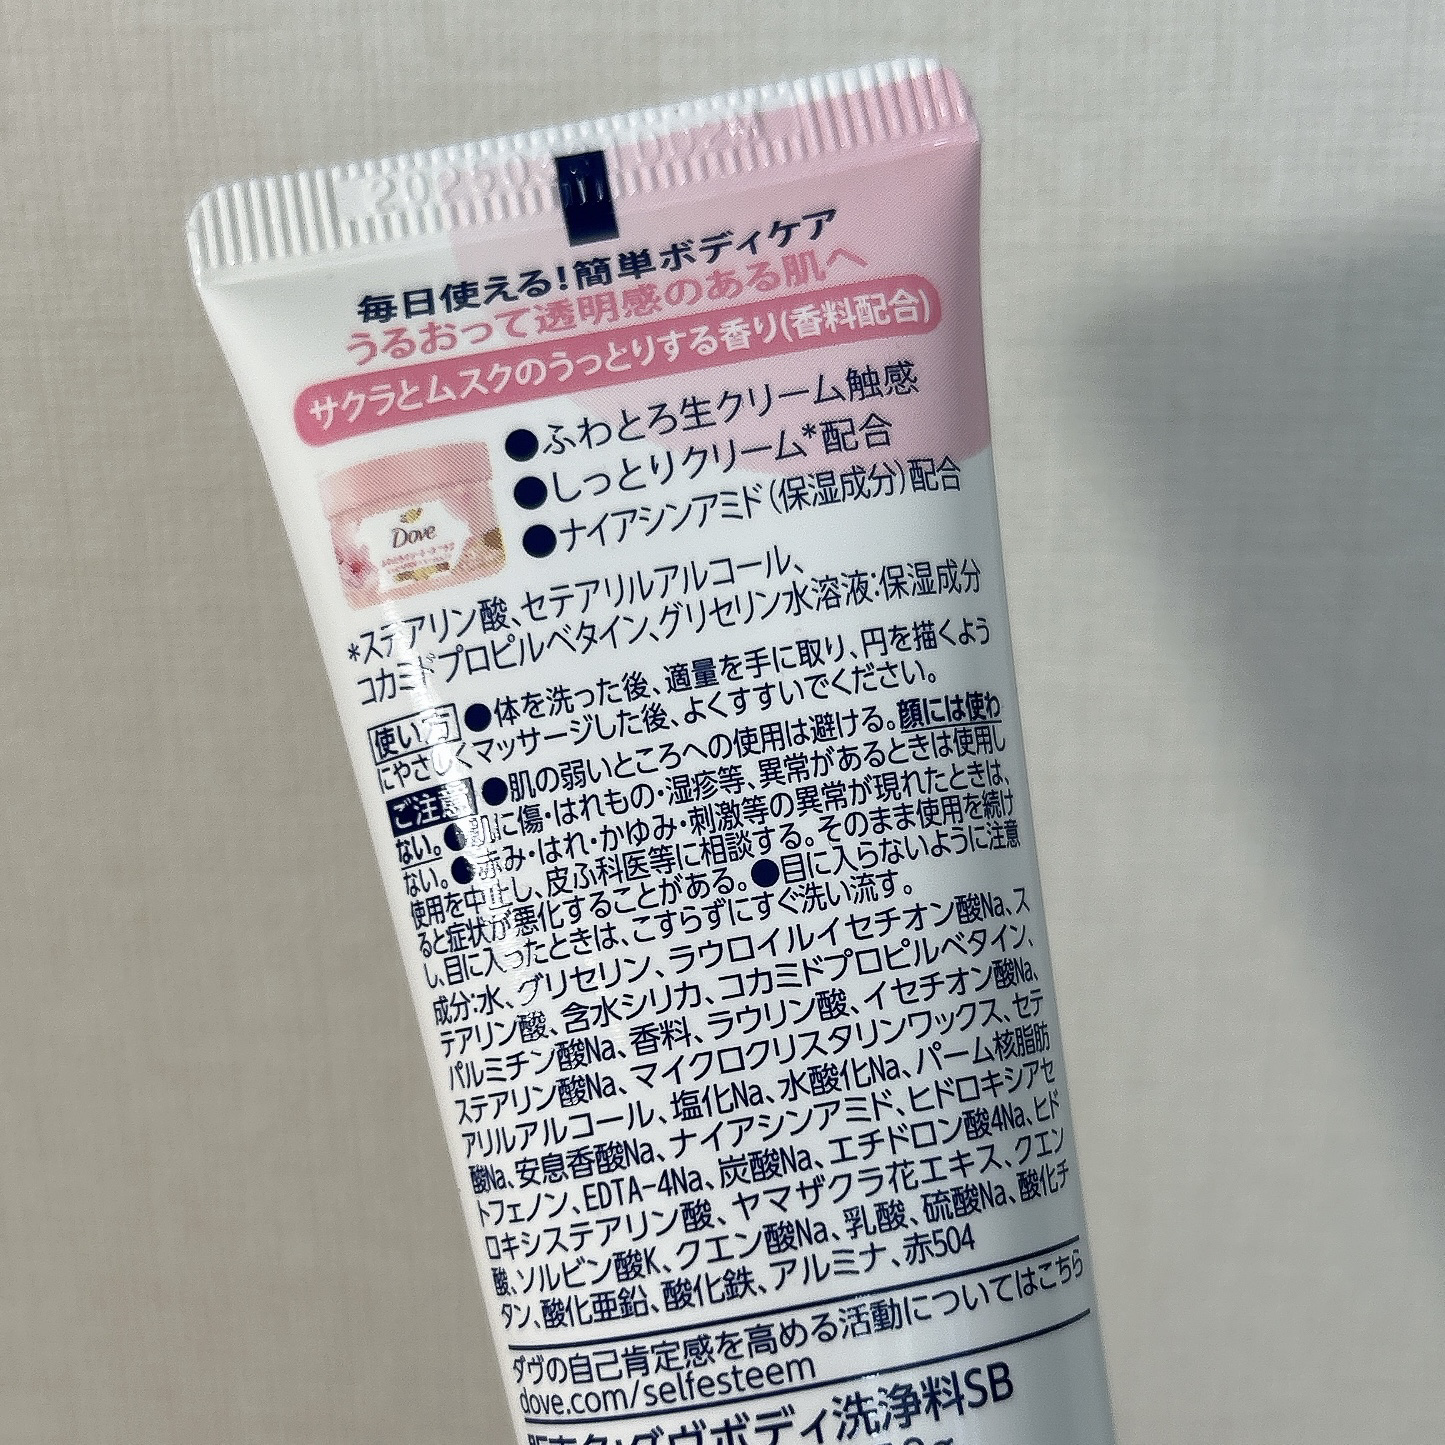 毎日使える!簡単ボディケア
うるおって透明感のある肌へ
サクラとムスクのうっとりする香り(香料配合)
●ふわとろ生クリーム触感
●しっとりクリーム*配合
●ナイアシンアミド(保湿成分)配合
Dove
*ステアリン酸、セテアリルアルコール、
コカミドプロピルベタイン、グリセリン水溶液:保湿成分
使い方 ●体を洗った後、適量を手に取り、円を描くよう
にやさしくマッサージした後、よくすすいでください。
ご注意 ●肌の弱いところへの使用は避ける。顔には使わ
ない。●肌に傷・はれもの・湿疹等、異常があるときは使用し
ない。●赤み・はれ・かゆみ・刺激等の異常が現れたときは、
使用を中止し、皮ふ科医等に相談する。そのまま使用を続け
ると症状が悪化することがある。●目に入らないように注意
し、目に入ったときは、こすらずにすぐ洗い流す。
成分:水、グリセリン、ラウロイルイセチオン酸Na、ス
テアリン酸、含水シリカ、コカミドプロピルベタイン、
パルミチン酸Na、香料、ラウリン酸、イセチオン酸Na、
ステアリン酸Na、マイクロクリスタリンワックス、セテ
アリルアルコール、塩化Na、水酸化Na、パーム核脂肪
酸Na、安息香酸Na、ナイアシンアミド、ヒドロキシアセ
トフェノン、EDTA-4Na、炭酸Na、エチドロン酸4Na、ヒド
ロキシステアリン酸、ヤマザクラ花エキス、クエン
酸、ソルビン酸K、クエン酸Na、乳酸、硫酸Na、酸化チ
タン、酸化亜鉛、酸化鉄、アルミナ、赤504
ダヴの自己肯定感を高める活動についてはこちら
dove.com/selfesteem
ダヴボディ洗浄料SB